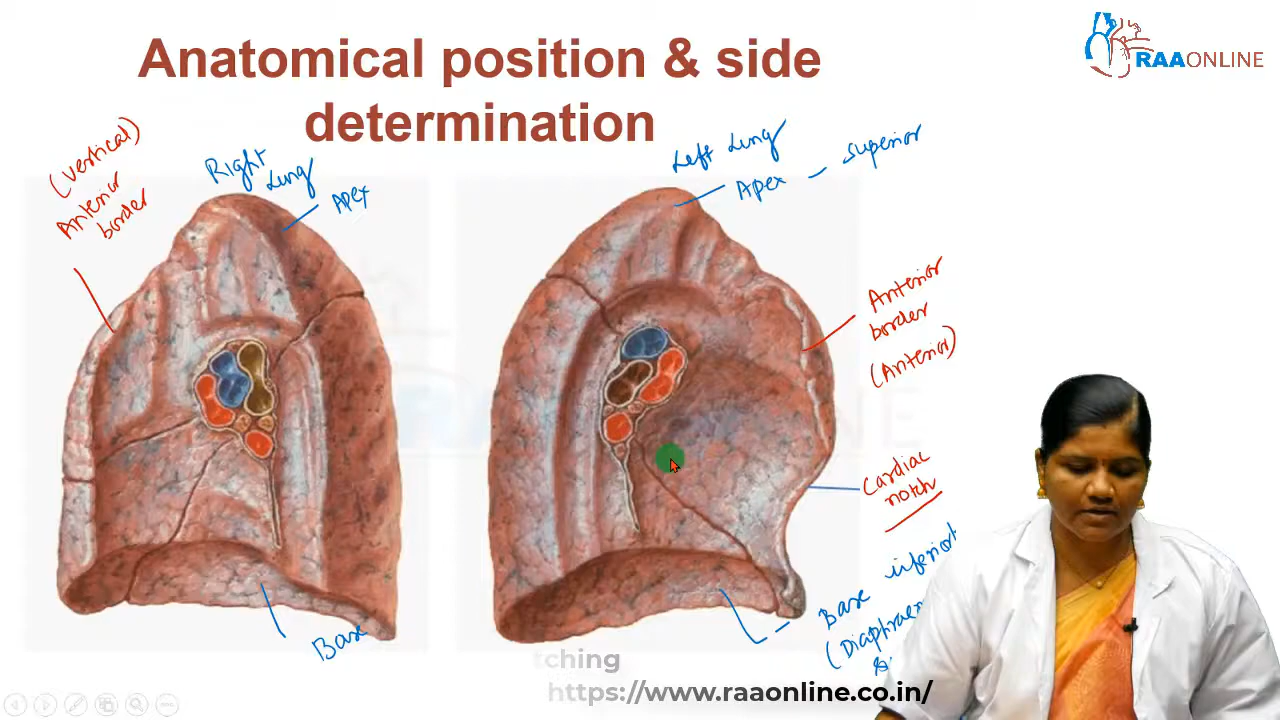 Anatomical position & side
determination
RAAONLINE
(vertical)
Anterior
border
Right
Lung
Apex
Left Lung
Apex - Superior
Anterior
border
(Anterior)
Cardiac
notch
Base
Base inferior
tching
https://www.raaonline.co.in/